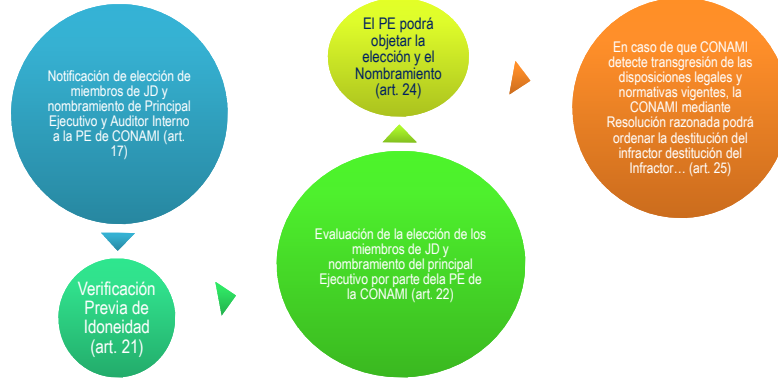 Notificación de elección de
miembros de JD y
nombramiento de Principal
Ejecutivo y Auditor Interno
a la PE de CONAMI (art.
17)
Verificación
Previa de
Idoneidad
(art. 21)
Evaluación de la elección de los
miembros de JD y
nombramiento del principal
Ejecutivo por parte dela PE de
la CONAMI (art. 22)
El PE podrá
objetar la
elección y el
Nombramiento
(art. 24)
En caso de que CONAMI
detecte transgresión de las
disposiciones legales y
normativas vigentes, la
CONAMI mediante
Resolución razonada podrá
ordenar la destitución del
infractor destitución del
Infractor… (art. 25)